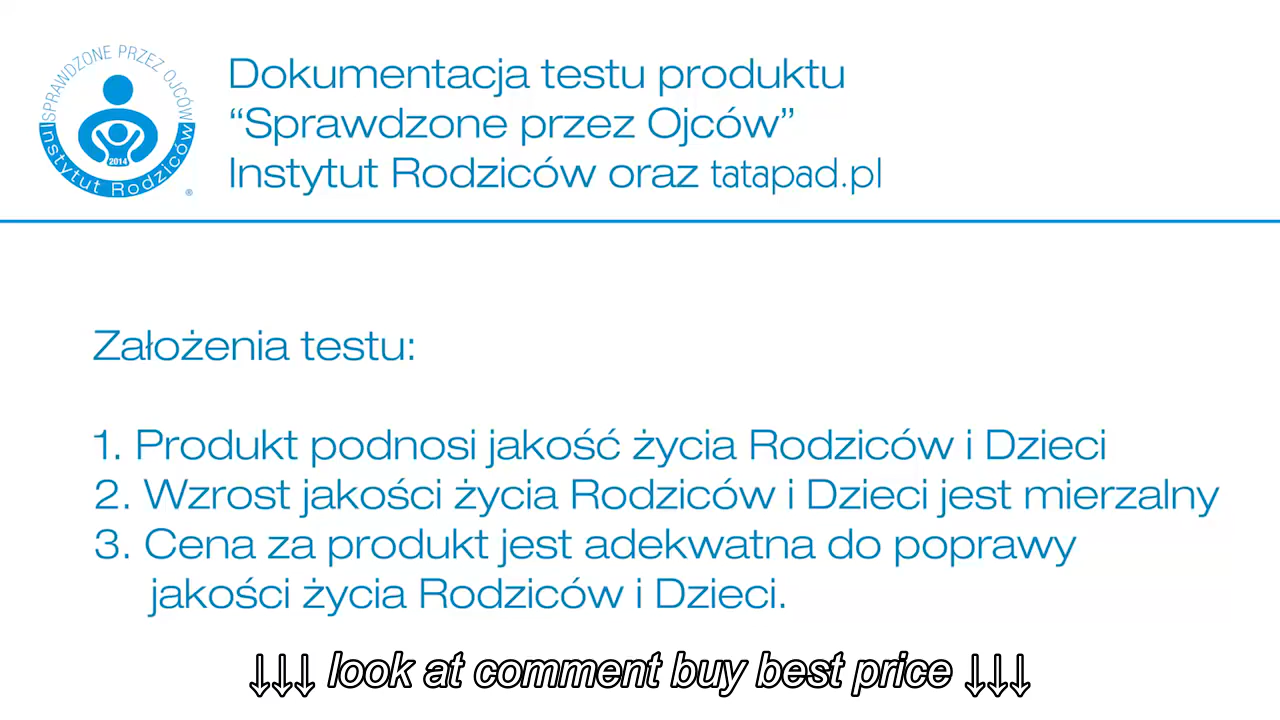 SPRAWDZONE PRZEZ OJCÓW
2014
Instytut Rodziców
®
Dokumentacja testu produktu
“Sprawdzone przez Ojców”
Instytut Rodziców oraz tatapad.pl
Założenia testu:
1. Produkt podnosi jakość życia Rodziców i Dzieci
2. Wzrost jakości życia Rodziców i Dzieci jest mierzalny
3. Cena za produkt jest adekwatna do poprawy
jakości życia Rodziców i Dzieci.
↓↓↓ look at comment buy best price ↓↓↓